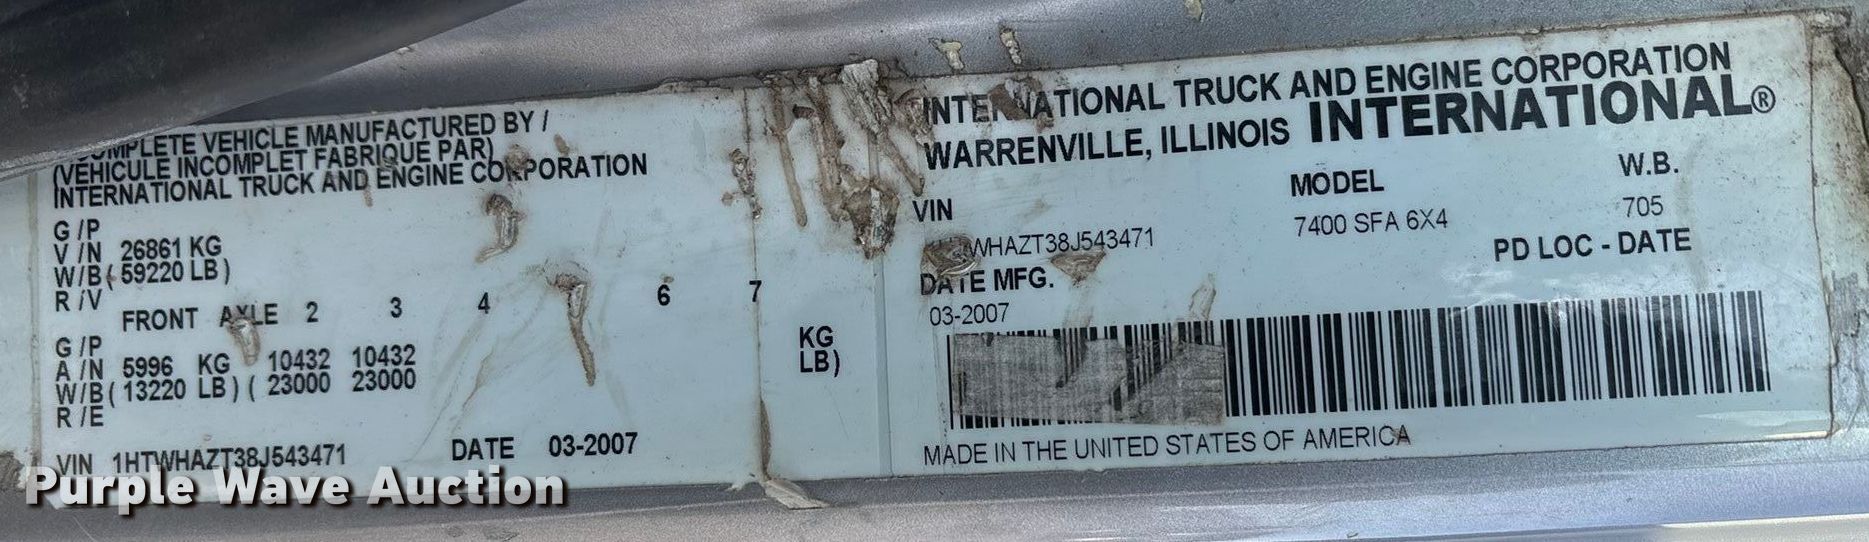 COMPLETE VEHICLE MANUFACTURED BY /
(VEHICULE INCOMPLET FABRIQUE PAR)
INTERNATIONAL TRUCK AND ENGINE CORPORATION
G /P
V /N 26861 KG
W/B ( 59220 LB )
R /V
FRONT AXLE 2 3 4 6 7
G /P
A /N 5996 KG 10432 10432 KG
W/B ( 13220 LB ) ( 23000 23000 LB)
R /E
VIN 1HTWHAZT38J543471 DATE 03-2007
INTERNATIONAL TRUCK AND ENGINE CORPORATION
WARRENVILLE, ILLINOIS INTERNATIONAL®
VIN MODEL W.B.
WHAZT38J543471 7400 SFA 6X4 705
DATE MFG. PD LOC - DATE
03-2007
MADE IN THE UNITED STATES OF AMERICA
Purple Wave Auction